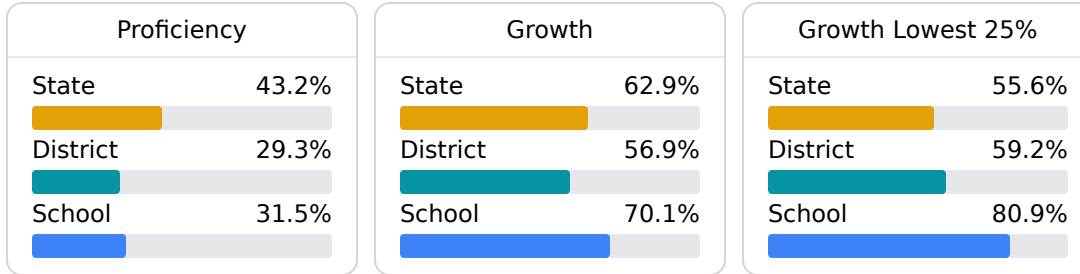 Proficiency
State 43.2%
District 29.3%
School 31.5%
Growth
State 62.9%
District 56.9%
School 70.1%
Growth Lowest 25%
State 55.6%
District 59.2%
School 80.9%